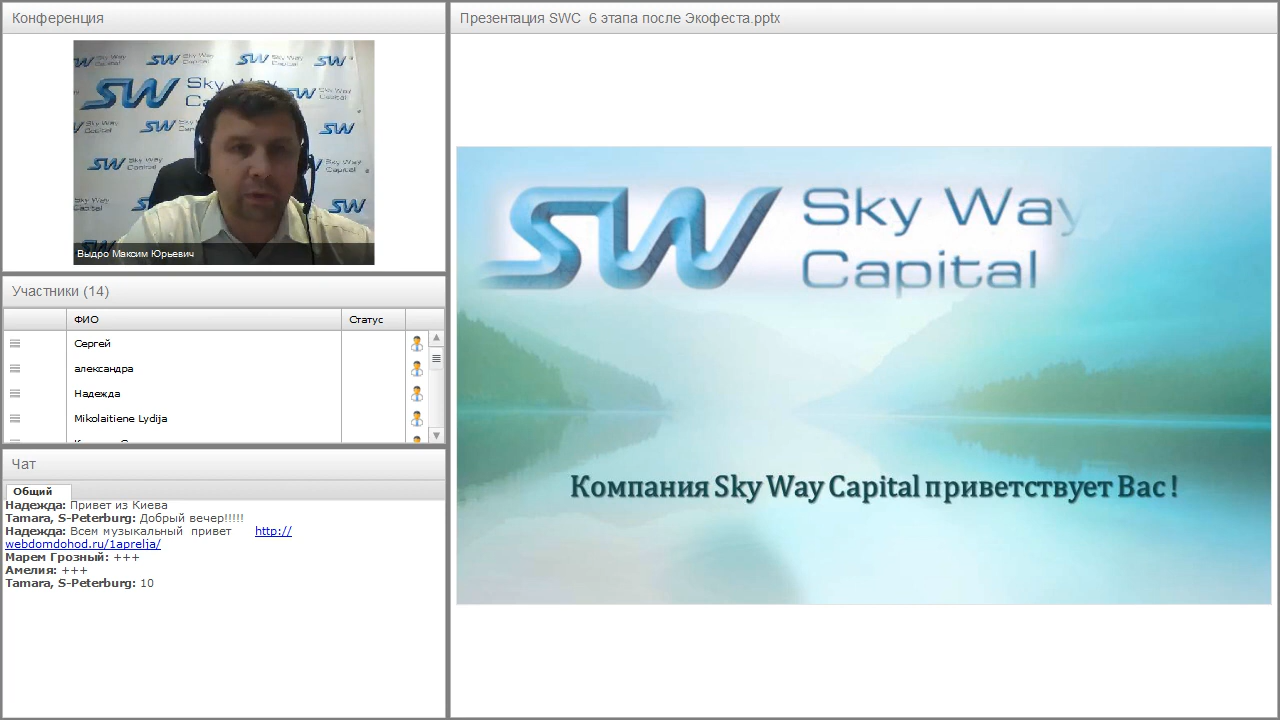 Конференция
SW Sky Way Capital
Выдро Максим Юрьевич
Участники (14)
ФИО Статус
Сергей
александра
Надежда
Mikolaitiene Lydija
Чат
Общий
Надежда: Привет из Киева
Tamara, S-Peterburg: Добрый вечер!!!!!
Надежда: Всем музыкальный привет http://
webdomdohod.ru/1aprelja/
Марем Грозный: +++
Амелия: +++
Tamara, S-Peterburg: 10
Презентация SWC 6 этапа после Экофеста.pptx
SW Sky Way
Capital
Компания Sky Way Capital приветствует Вас !